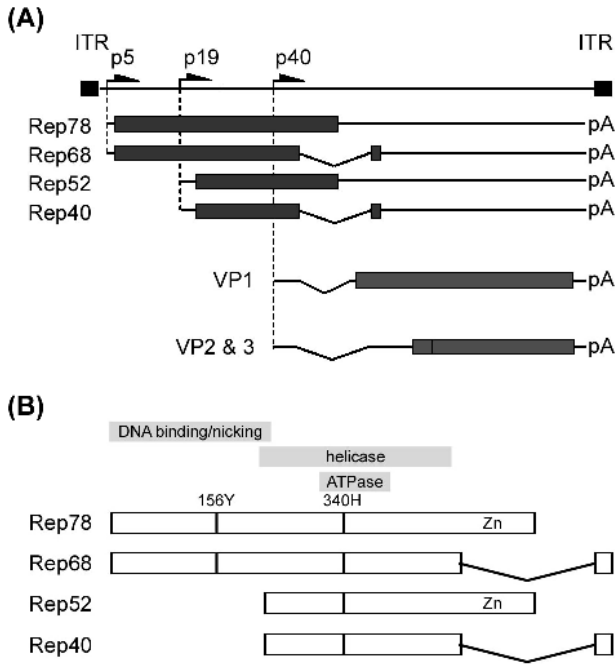 (A)
ITR ITR
p5 p19 p40
Rep78 pA
Rep68 pA
Rep52 pA
Rep40 pA
VP1 pA
VP2 & 3 pA
(B)
DNA binding/nicking
helicase
ATPase
156Y 340H
Rep78 Zn
Rep68
Rep52 Zn
Rep40